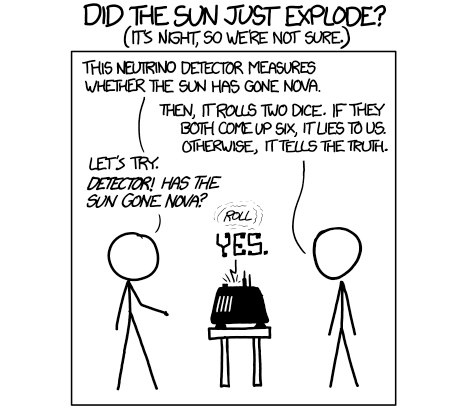 DID THE SUN JUST EXPLODE?
(IT'S NIGHT, SO WE'RE NOT SURE.)
THIS NEUTRINO DETECTOR MEASURES
WHETHER THE SUN HAS GONE NOVA.
THEN, IT ROLLS TWO DICE. IF THEY
BOTH COME UP SIX, IT LIES TO US.
OTHERWISE, IT TELLS THE TRUTH.
LET'S TRY.
DETECTOR! HAS THE
SUN GONE NOVA?
ROLL
YES.